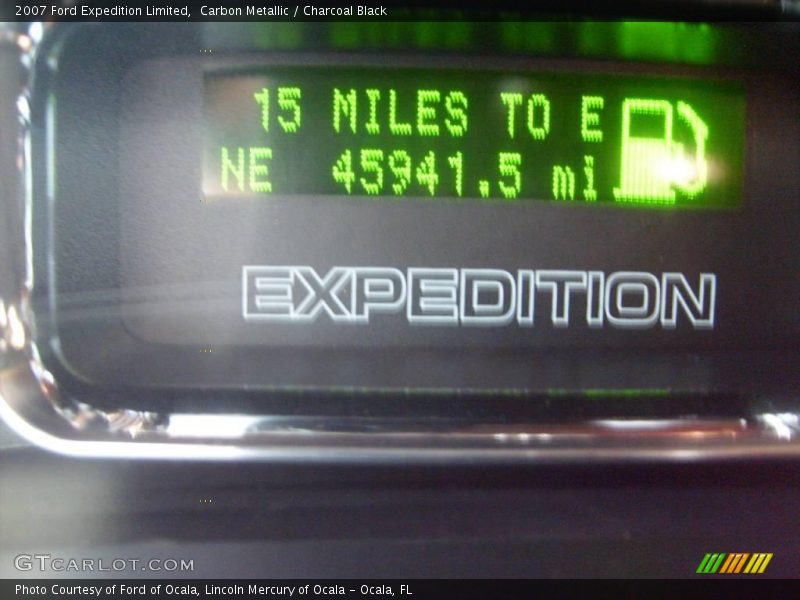 2007 Ford Expedition Limited,  Carbon Metallic / Charcoal Black
15 MILES TO E
NE 45941.5 mi
EXPEDITION
GTCARLOT.COM
Photo Courtesy of Ford of Ocala, Lincoln Mercury of Ocala – Ocala, FL